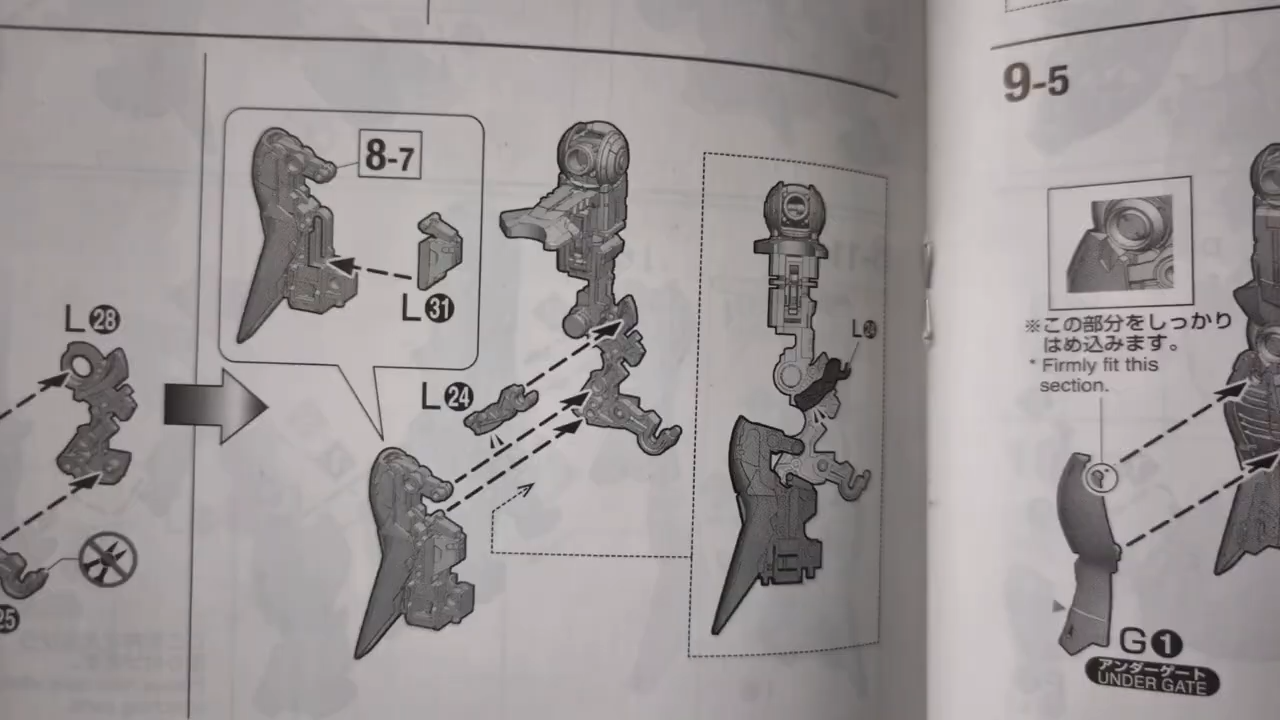 8-7
L31
L28
L24
L24
25
9-5
※この部分をしっかり
はめ込みます。
* Firmly fit this
section.
G1
アンダーゲート
UNDER GATE